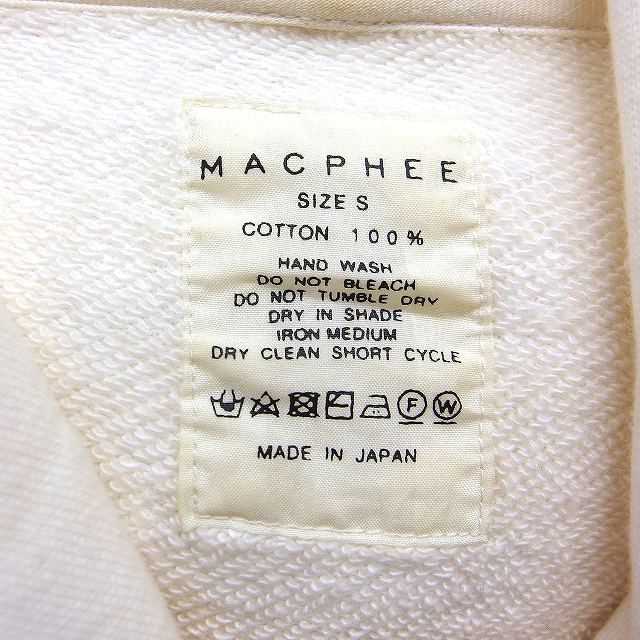 MACPHEE
SIZE S
COTTON 100%
HAND WASH
DO NOT BLEACH
DO NOT TUMBLE DRY
DRY IN SHADE
IRON MEDIUM
DRY CLEAN SHORT CYCLE
F W
MADE IN JAPAN